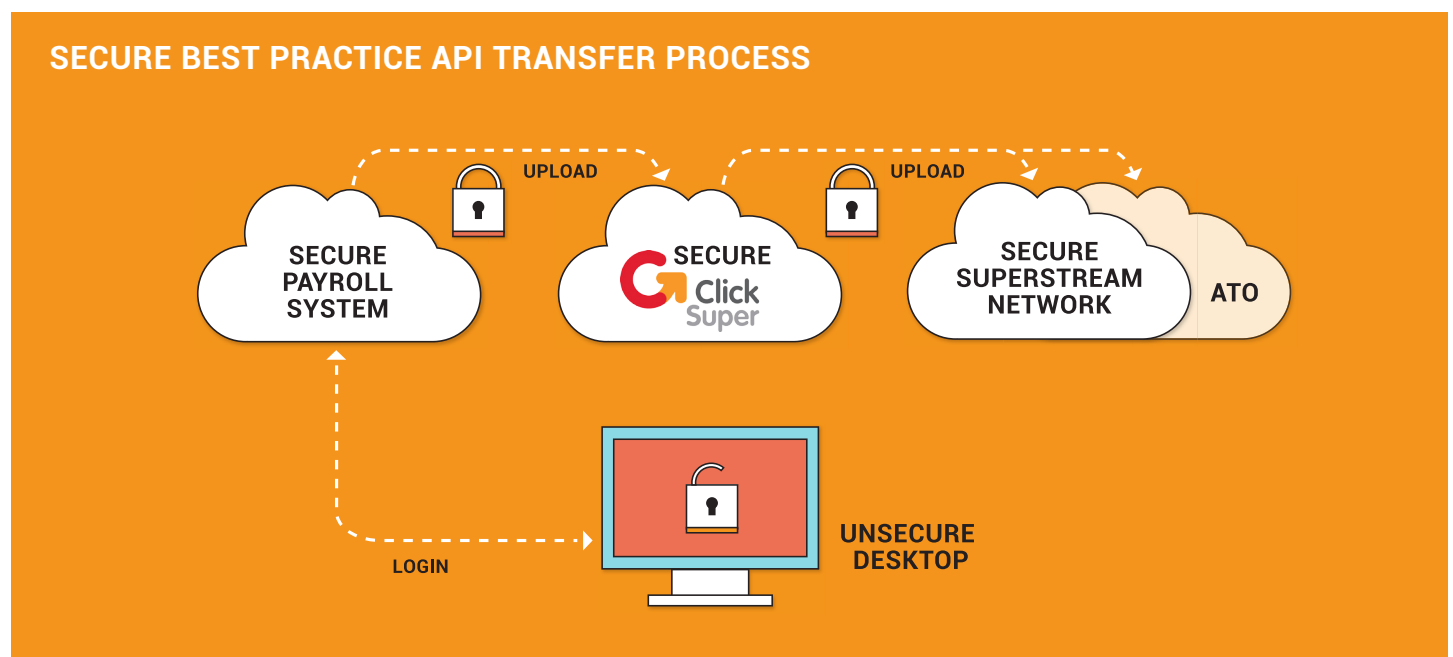 SECURE BEST PRACTICE API TRANSFER PROCESS
UPLOAD
UPLOAD
SECURE
PAYROLL
SYSTEM
SECURE
Click
Super
SECURE
SUPERSTREAM
NETWORK
ATO
LOGIN
UNSECURE
DESKTOP